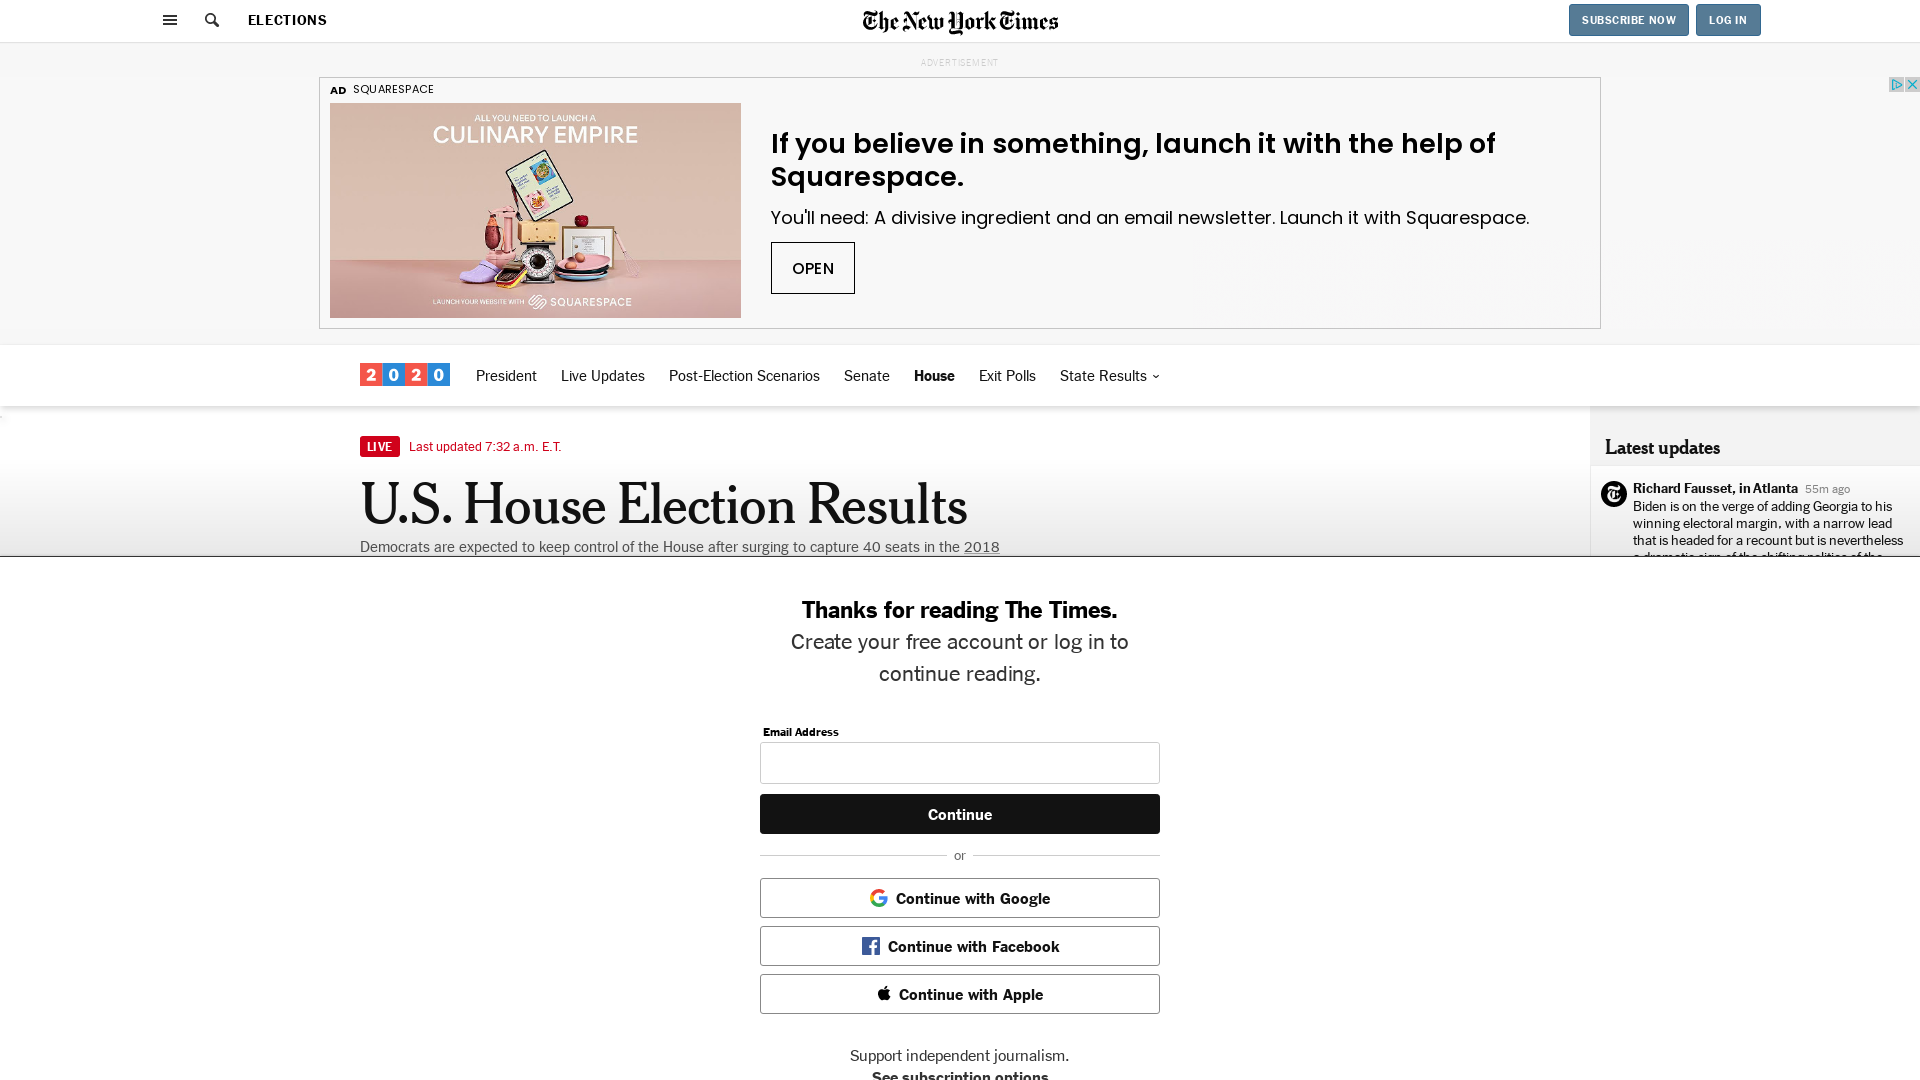 ELECTIONS
The New York Times
SUBSCRIBE NOW
LOG IN
ADVERTISEMENT
AD SQUARESPACE
ALL YOU NEED TO LAUNCH A
CULINARY EMPIRE
LAUNCH YOUR WEBSITE WITH SQUARESPACE
If you believe in something, launch it with the help of
Squarespace.
You'll need: A divisive ingredient and an email newsletter. Launch it with Squarespace.
OPEN
2020
President
Live Updates
Post-Election Scenarios
Senate
House
Exit Polls
State Results
LIVE Last updated 7:32 a.m. E.T.
U.S. House Election Results
Democrats are expected to keep control of the House after surging to capture 40 seats in the 2018
Latest updates
Richard Fausset, in Atlanta 55m ago
Biden is on the verge of adding Georgia to his
winning electoral margin, with a narrow lead
that is headed for a recount but is nevertheless
a dramatic sign of the shifting politics of the
Thanks for reading The Times.
Create your free account or log in to
continue reading.
Email Address
Continue
or
Continue with Google
Continue with Facebook
Continue with Apple
Support independent journalism.
See subscription options